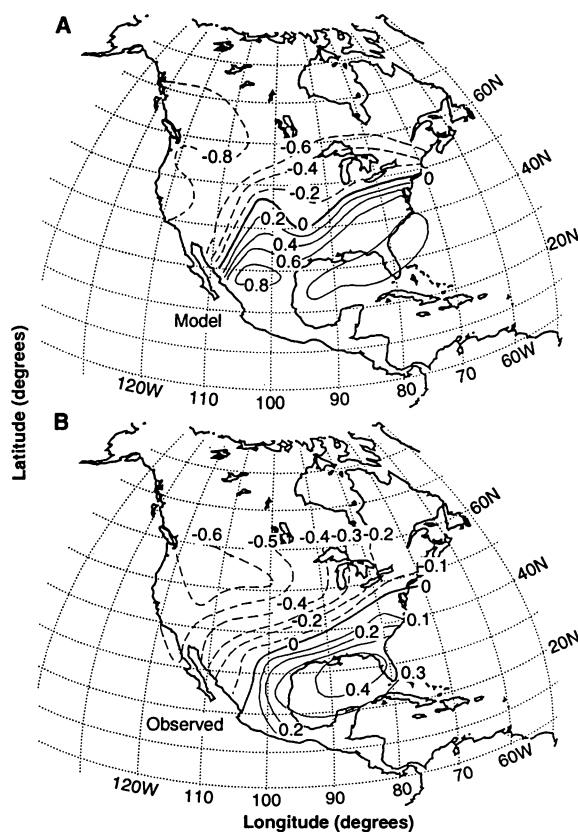 A
60N
-0.8
-0.6
-0.4
-0.2
0
40N
0.2
0
0.4
0.6
0.8
20N
Model
120W
110
100
90
80
70
60W
Latitude (degrees)
B
-0.6
-0.5
-0.4
-0.3
-0.2
60N
-0.1
0
-0.4
-0.2
0.1
40N
0
0.2
0.3
0.4
20N
0.2
Observed
120W
110
100
90
80
70
60W
Longitude (degrees)